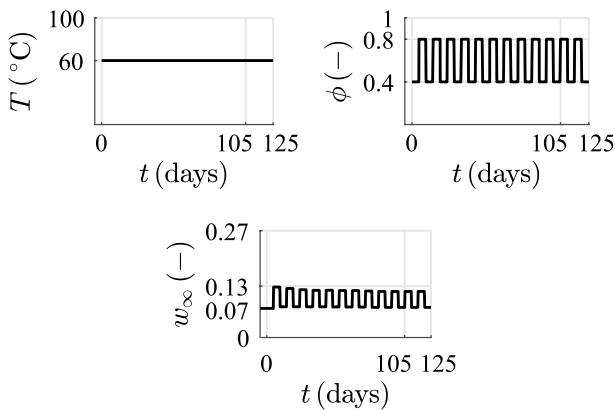 100
60
T (°C)
0 105 125
t (days)
1
0.8
0.4
ϕ (−)
0 105 125
t (days)
0.27
0.13
0.07
0
w∞ (−)
0 105 125
t (days)